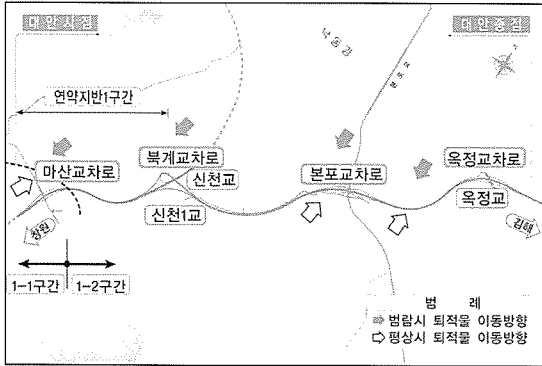 대안시점
대안종점
낙동강
연약지반1구간
마산교차로
북계교차로
신천교
신천1교
본포교차로
옥정교차로
옥정교
창원
김해
1-1구간
1-2구간
범 례
범람시 퇴적물 이동방향
평상시 퇴적물 이동방향